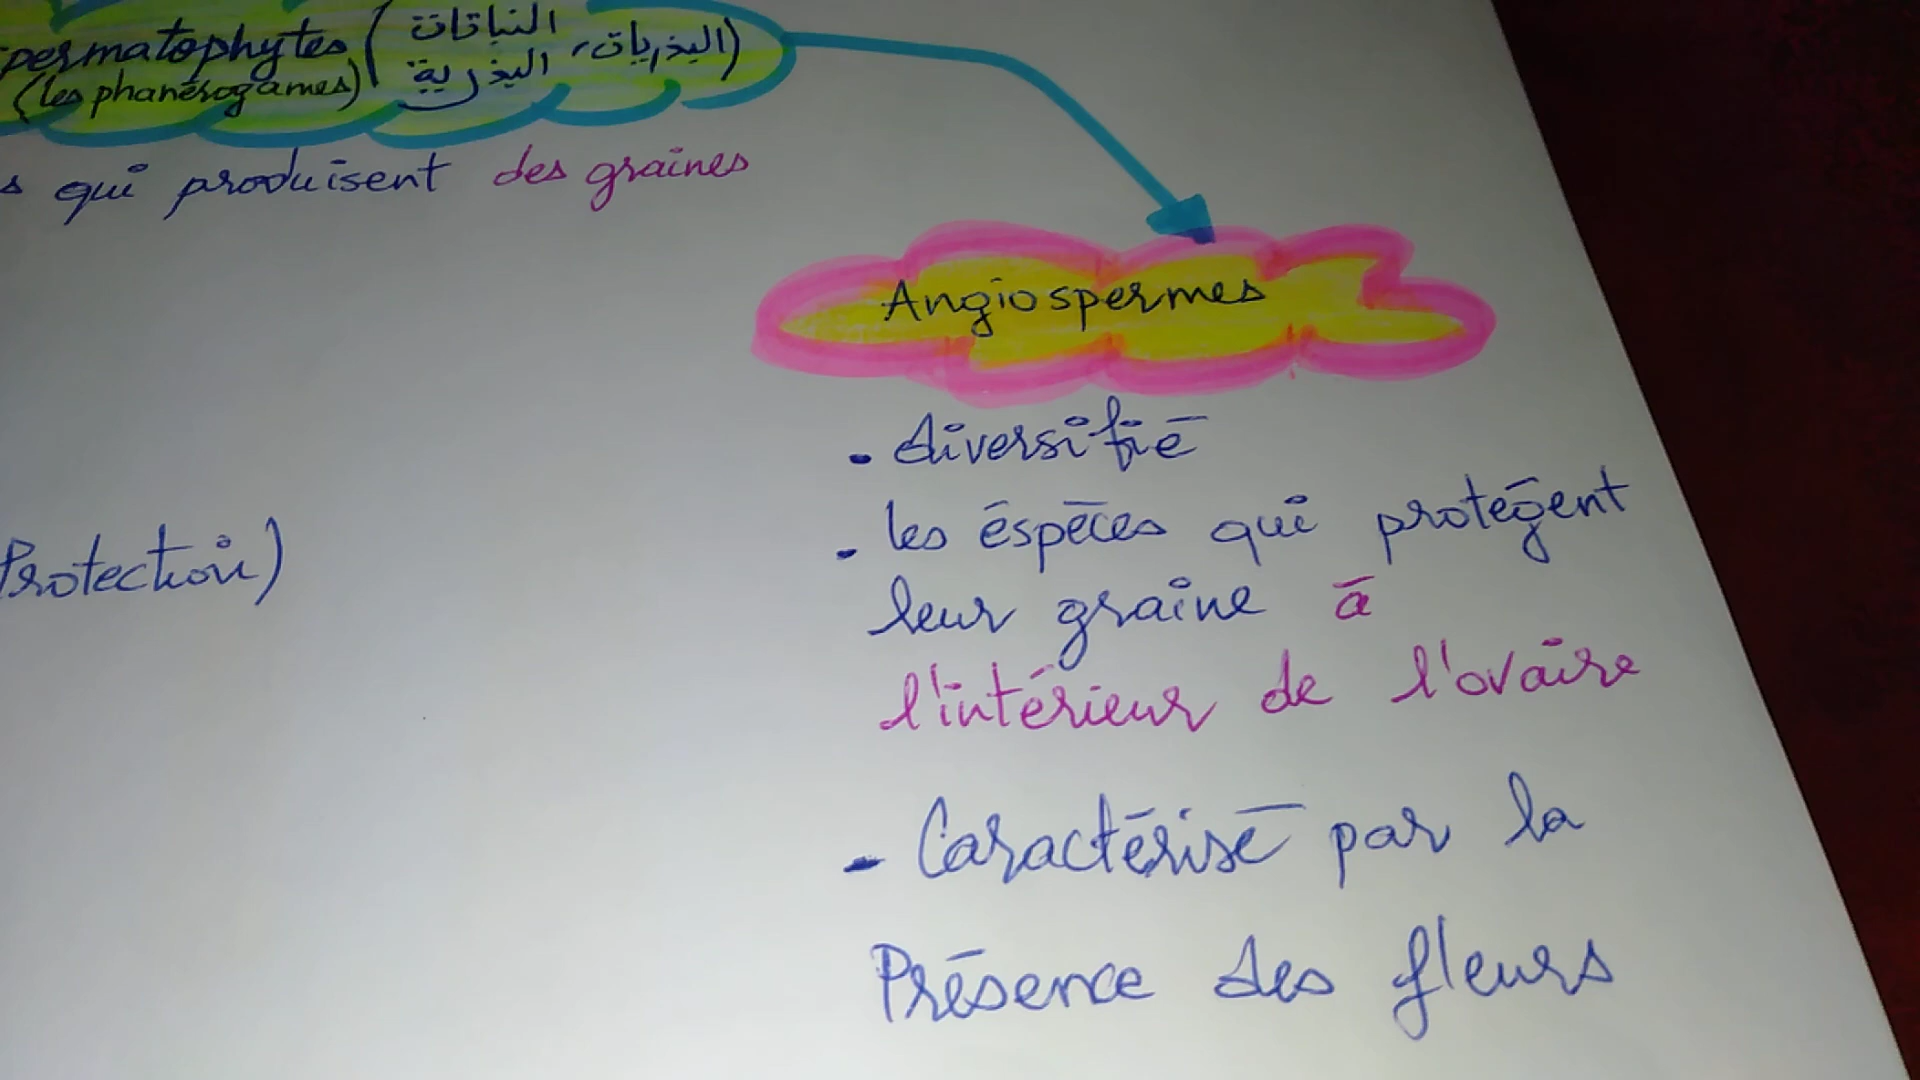 permatophytes (النباتات البذرية، البذريات)
(les phanérogames)
s qui produisent des graines
Angiospermes
- diversifié
- les éspèces qui protègent
leur graine à
l'intérieur de l'ovaire
Protection)
- Caractérisé par la
Présence des fleurs